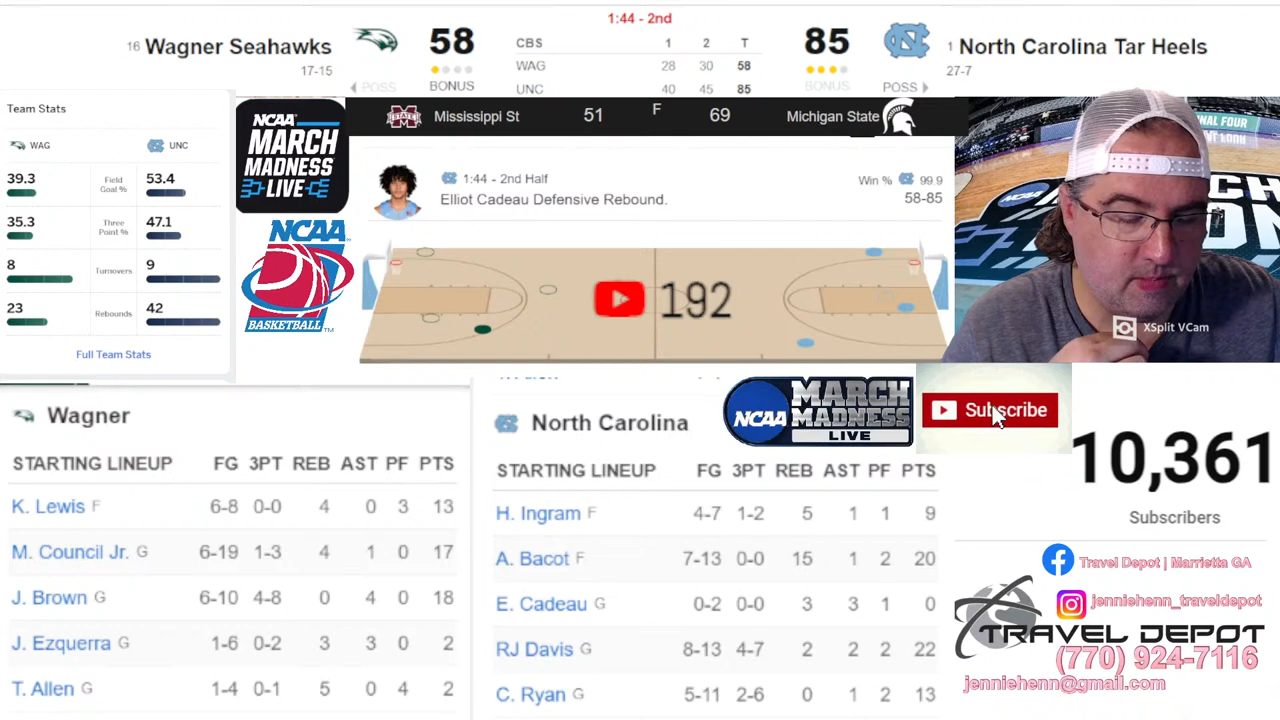 1:44 - 2nd
16 Wagner Seahawks
17-15
58
BONUS
POSS
CBS 1 2 T
WAG 28 30 58
UNC 40 45 85
85
BONUS
POSS
1 North Carolina Tar Heels
27-7
Team Stats
WAG UNC
39.3 Field Goal % 53.4
35.3 Three Point % 47.1
8 Turnovers 9
23 Rebounds 42
Full Team Stats
NCAA
MARCH
MADNESS
LIVE
NCAA
BASKETBALL™
STATE
Mississippi St 51 F 69 Michigan State
1:44 - 2nd Half
Elliot Cadeau Defensive Rebound.
Win % 99.9
58-85
192
FINAL FOUR
NCAA
XSplit VCam
Wagner
STARTING LINEUP FG 3PT REB AST PF PTS
K. Lewis F 6-8 0-0 4 0 3 13
M. Council Jr. G 6-19 1-3 4 1 0 17
J. Brown G 6-10 4-8 0 4 0 18
J. Ezquerra G 1-6 0-2 3 3 0 2
T. Allen G 1-4 0-1 5 0 4 2
North Carolina
STARTING LINEUP FG 3PT REB AST PF PTS
H. Ingram F 4-7 1-2 5 1 1 9
A. Bacot F 7-13 0-0 15 1 2 20
E. Cadeau G 0-2 0-0 3 3 1 0
RJ Davis G 8-13 4-7 2 2 2 22
C. Ryan G 5-11 2-6 0 1 2 13
NCAA
MARCH
MADNESS
LIVE
Subscribe
10,361
Subscribers
Travel Depot | Marrietta GA
jenniehenn_traveldepot
TRAVEL DEPOT
(770) 924-7116
jenniehenn@gmail.com